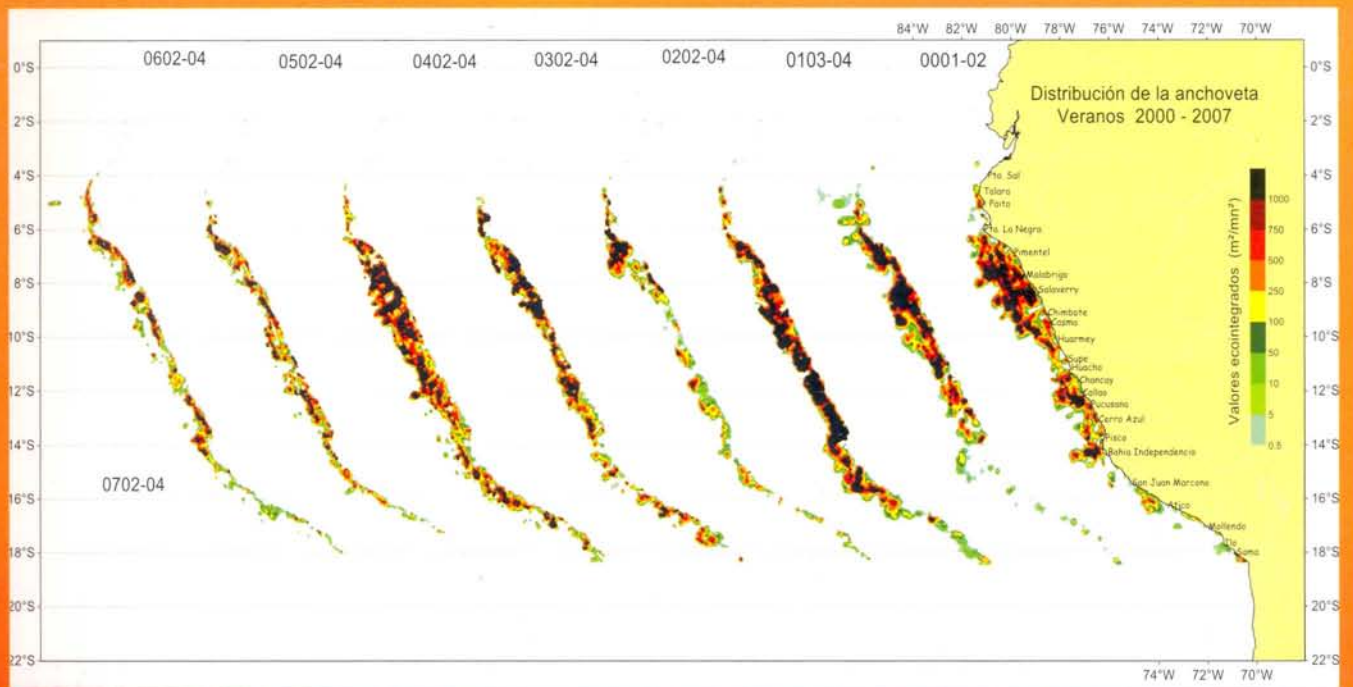 84°W 82°W 80°W 78°W 76°W 74°W 72°W 70°W
0602-04 0502-04 0402-04 0302-04 0202-04 0103-04 0001-02
0°S 0°S
Distribución de la anchoveta
Veranos 2000 - 2007
2°S 2°S
4°S 4°S
Pta. Sal
Talara
Paita
6°S 6°S
Pta. La Negra
Pimentel
8°S 8°S
Malabrigo
Salaverry
Chimbote
Casma
10°S 10°S
Huarmey
Supe
Huacho
Chancay
12°S 12°S
Callao
Pucusana
Cerro Azul
14°S 14°S
Pisco
Bahia Independencia
San Juan Marcona
16°S 16°S
Atico
Mollendo
Ilo
Sama
18°S 18°S
20°S 20°S
22°S 22°S
0702-04
Valores ecointegrados (m²/mn²)
1000
750
500
250
100
50
10
5
0.5
74°W 72°W 70°W